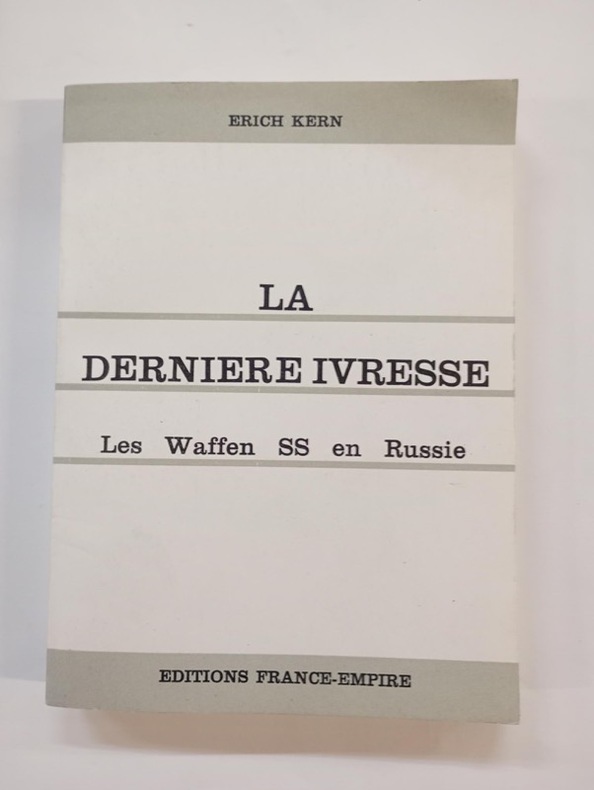 ERICH KERN
LA
DERNIERE IVRESSE
Les Waffen SS en Russie
EDITIONS FRANCE-EMPIRE